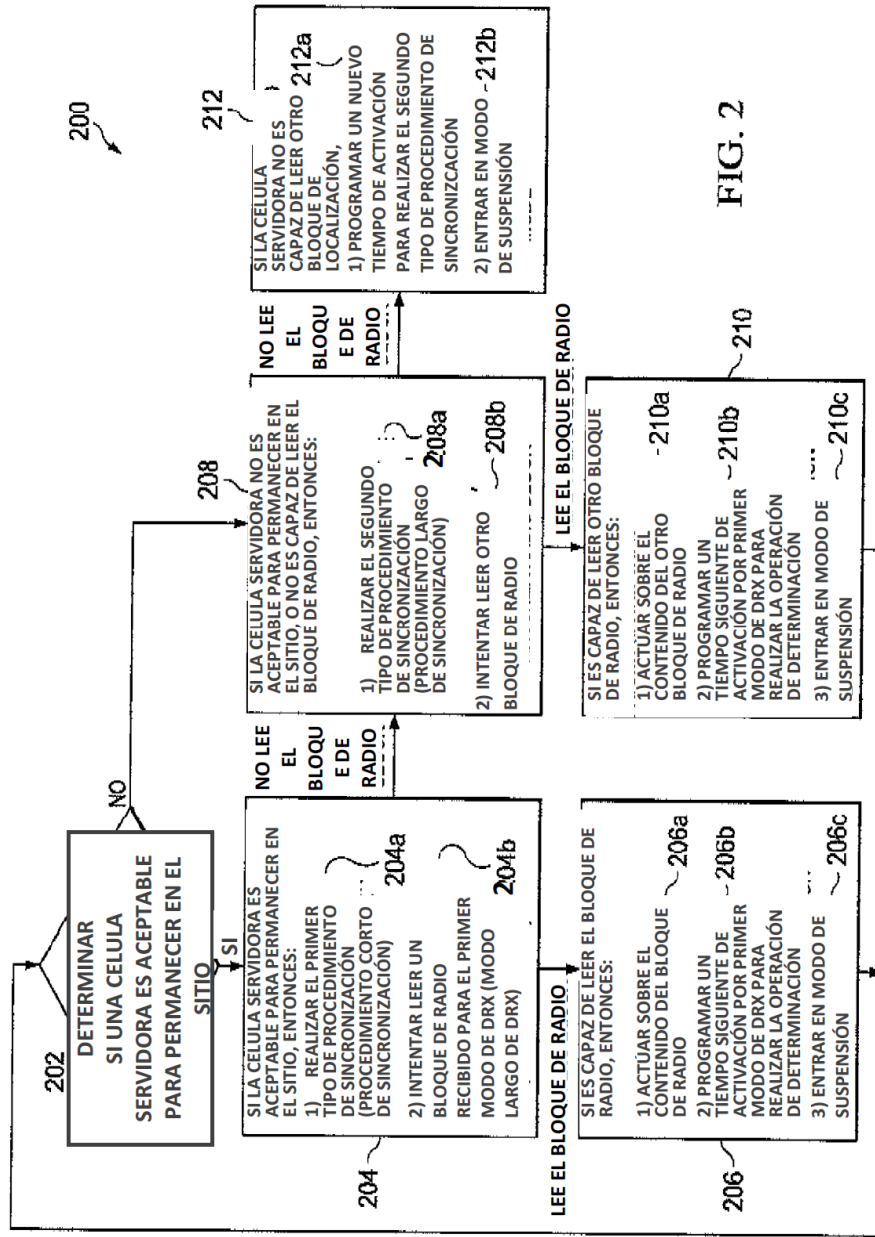 200
202
DETERMINAR
SI UNA CELULA
SERVIDORA ES ACEPTABLE
PARA PERMANECER EN EL
SITIO
NO
SI
SI LA CELULA SERVIDORA ES
ACEPTABLE PARA PERMANECER EN
EL SITIO, ENTONCES:
1) REALIZAR EL PRIMER
TIPO DE PROCEDIMIENTO
DE SINCRONIZACIÓN
(PROCEDIMIENTO CORTO
DE SINCRONIZACIÓN)
204a
2) INTENTAR LEER UN
BLOQUE DE RADIO
RECIBIDO PARA EL PRIMER
MODO DE DRX (MODO
LARGO DE DRX)
204b
204
NO LEE
EL
BLOQU
E DE
RADIO
208
SI LA CELULA SERVIDORA NO ES
ACEPTABLE PARA PERMANECER EN
EL SITIO, O NO ES CAPAZ DE LEER EL
BLOQUE DE RADIO, ENTONCES:
1) REALIZAR EL SEGUNDO
TIPO DE PROCEDIMIENTO
DE SINCRONIZACIÓN
(PROCEDIMIENTO LARGO
DE SINCRONIZACIÓN)
208a
2) INTENTAR LEER OTRO
BLOQUE DE RADIO
208b
NO LEE
EL
BLOQU
E DE
RADIO
212
SI LA CELULA
SERVIDORA NO ES
CAPAZ DE LEER OTRO
BLOQUE DE
LOCALIZACIÓN,
212a
1) PROGRAMAR UN NUEVO
TIEMPO DE ACTIVACIÓN
PARA REALIZAR EL SEGUNDO
TIPO DE PROCEDIMIENTO DE
SINCRONIZCACIÓN
2) ENTRAR EN MODO
DE SUSPENSIÓN
212b
LEE EL BLOQUE DE RADIO
SI ES CAPAZ DE LEER EL BLOQUE DE
RADIO, ENTONCES:
1) ACTÚAR SOBRE EL
CONTENIDO DEL BLOQUE
DE RADIO
206a
2) PROGRAMAR UN
TIEMPO SIGUIENTE DE
ACTIVACIÓN POR PRIMER
MODO DE DRX PARA
REALIZAR LA OPERACIÓN
DE DETERMINACIÓN
206b
3) ENTRAR EN MODO DE
SUSPENSIÓN
206c
206
LEE EL BLOQUE DE RADIO
SI ES CAPAZ DE LEER OTRO BLOQUE
DE RADIO, ENTONCES:
1) ACTÚAR SOBRE EL
CONTENIDO DEL OTRO
BLOQUE DE RADIO
210a
2) PROGRAMAR UN
TIEMPO SIGUIENTE DE
ACTIVACIÓN POR PRIMER
MODO DE DRX PARA
REALIZAR LA OPERACIÓN
DE DETERMINACIÓN
210b
3) ENTRAR EN MODO DE
SUSPENSIÓN
210c
210
FIG. 2